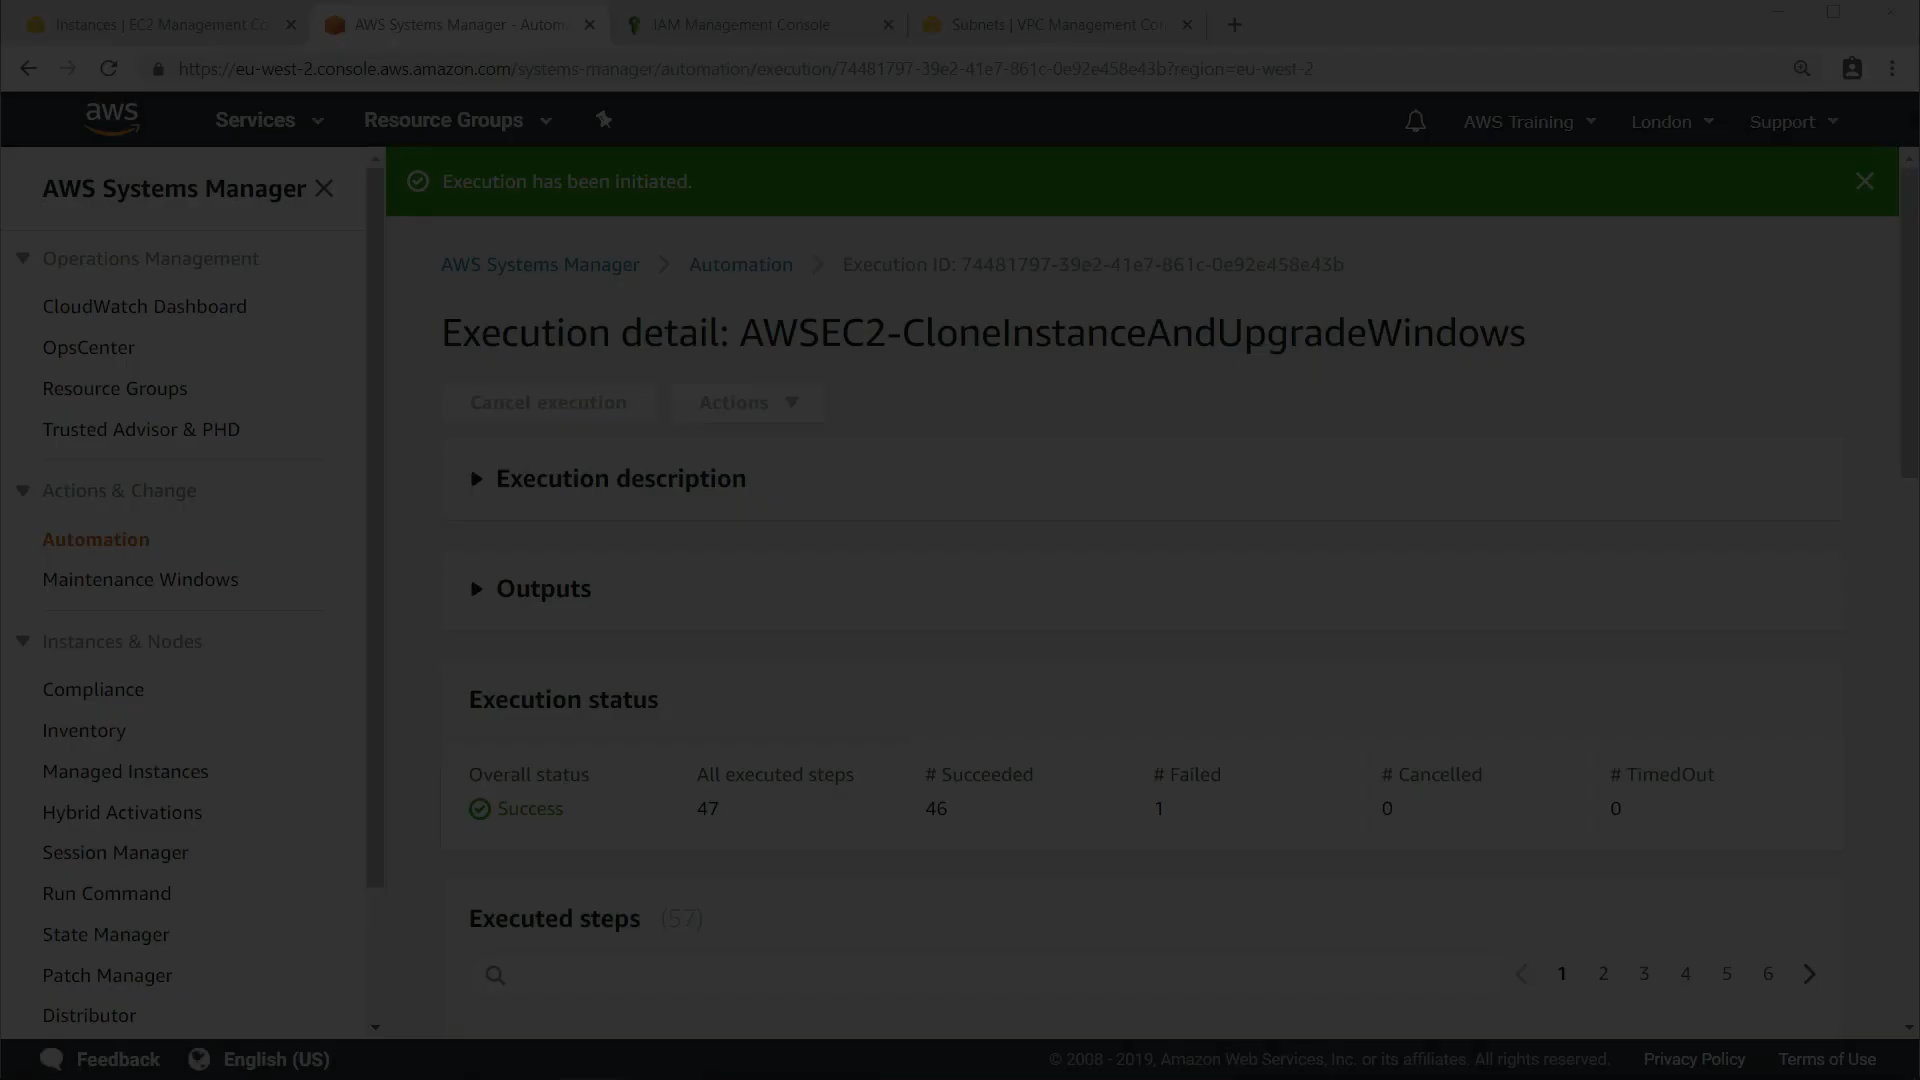 Instances | EC2 Management Co
AWS Systems Manager - Autom
IAM Management Console
Subnets | VPC Management Con
https://eu-west-2.console.aws.amazon.com/systems-manager/automation/execution/74481797-39e2-41e7-861c-0e92e458e43b?region=eu-west-2
aws
Services
Resource Groups
AWS Training
London
Support
AWS Systems Manager
Execution has been initiated.
Operations Management
CloudWatch Dashboard
OpsCenter
Resource Groups
Trusted Advisor & PHD
Actions & Change
Automation
Maintenance Windows
Instances & Nodes
Compliance
Inventory
Managed Instances
Hybrid Activations
Session Manager
Run Command
State Manager
Patch Manager
Distributor
AWS Systems Manager
Automation
Execution ID: 74481797-39e2-41e7-861c-0e92e458e43b
Execution detail: AWSEC2-CloneInstanceAndUpgradeWindows
Cancel execution
Actions
Execution description
Outputs
Execution status
Overall status
All executed steps
# Succeeded
# Failed
# Cancelled
# TimedOut
Success
47
46
1
0
0
Executed steps (57)
1 2 3 4 5 6
Feedback
English (US)
© 2008 - 2019, Amazon Web Services, Inc. or its affiliates. All rights reserved.
Privacy Policy
Terms of Use